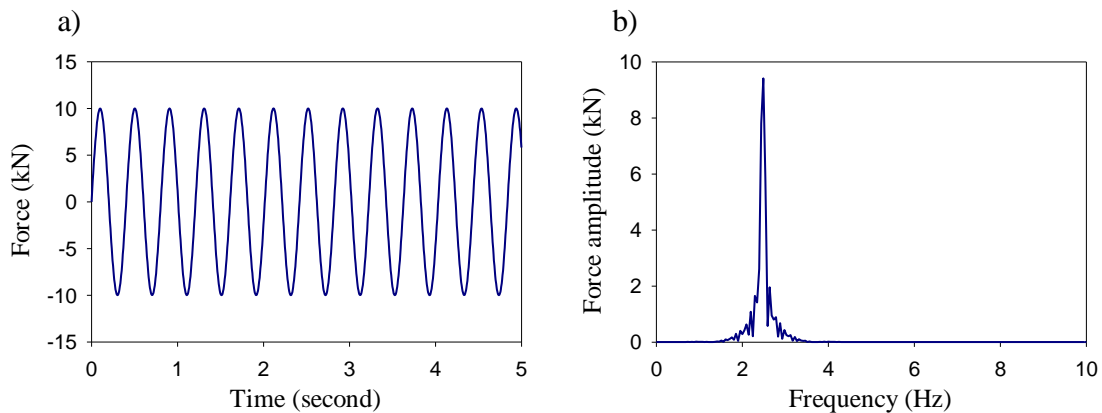 a)
15
10
5
0
-5
-10
-15
0 1 2 3 4 5
Force (kN)
Time (second)
b)
10
8
6
4
2
0
0 2 4 6 8 10
Force amplitude (kN)
Frequency (Hz)